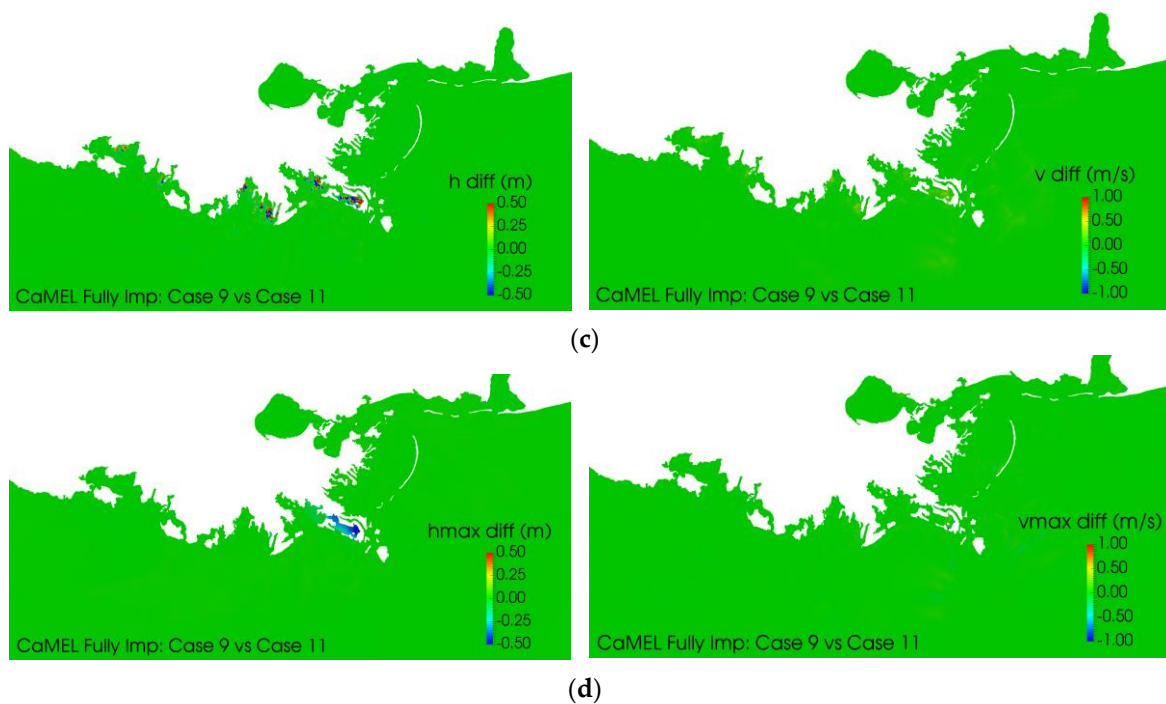 h diff (m)
0.50
0.25
0.00
-0.25
-0.50
CaMEL Fully Imp: Case 9 vs Case 11
v diff (m/s)
1.00
0.50
0.00
-0.50
-1.00
CaMEL Fully Imp: Case 9 vs Case 11
(c)
hmax diff (m)
0.50
0.25
0.00
-0.25
-0.50
CaMEL Fully Imp: Case 9 vs Case 11
vmax diff (m/s)
1.00
0.50
0.00
-0.50
-1.00
CaMEL Fully Imp: Case 9 vs Case 11
(d)